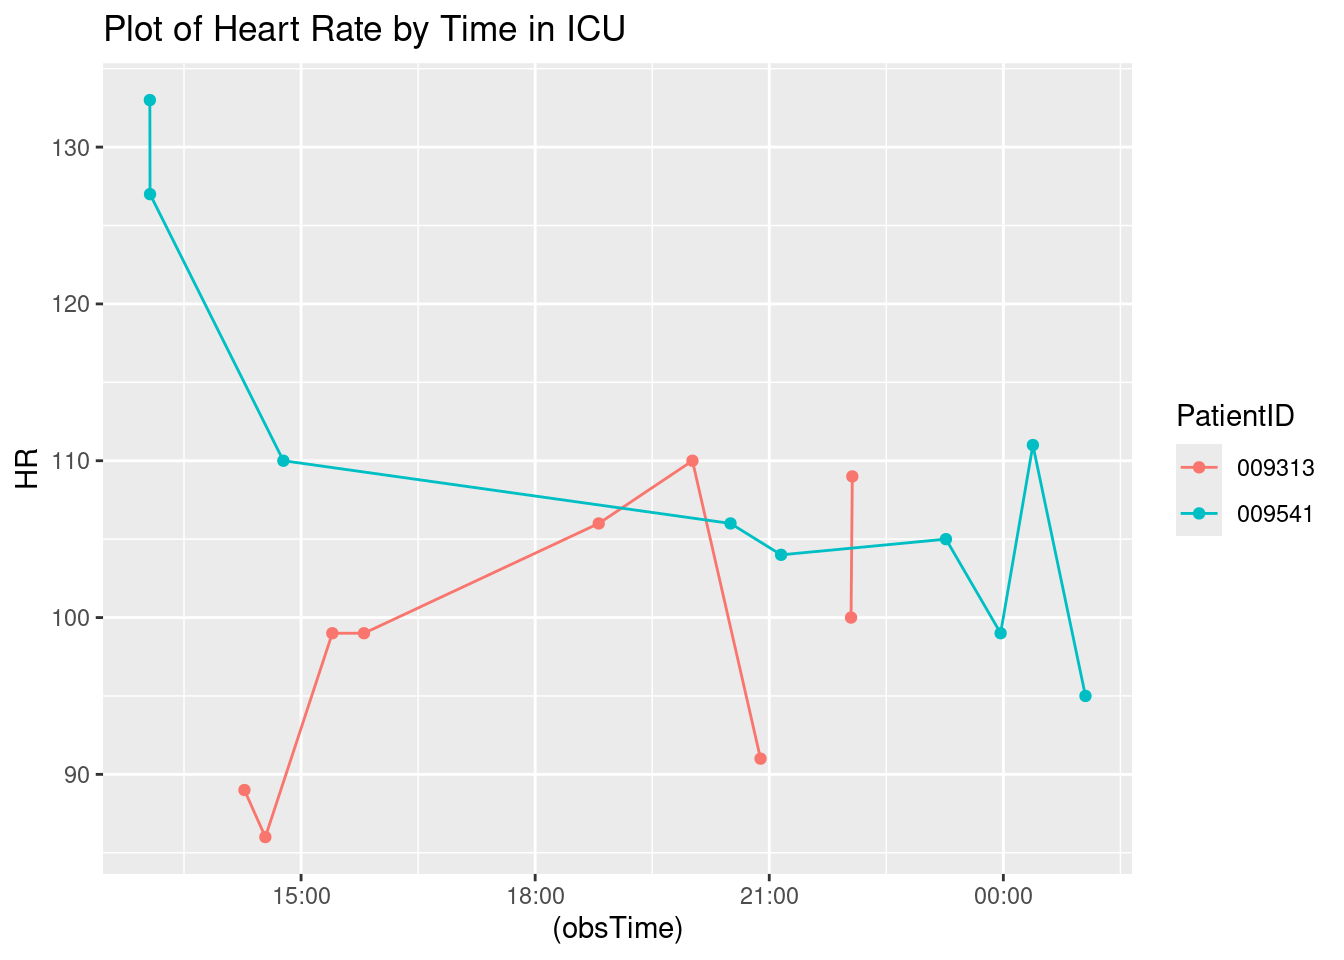 Plot of Heart Rate by Time in ICU
130
120
110
100
90
HR
15:00 18:00 21:00 00:00
(obsTime)
PatientID
009313
009541